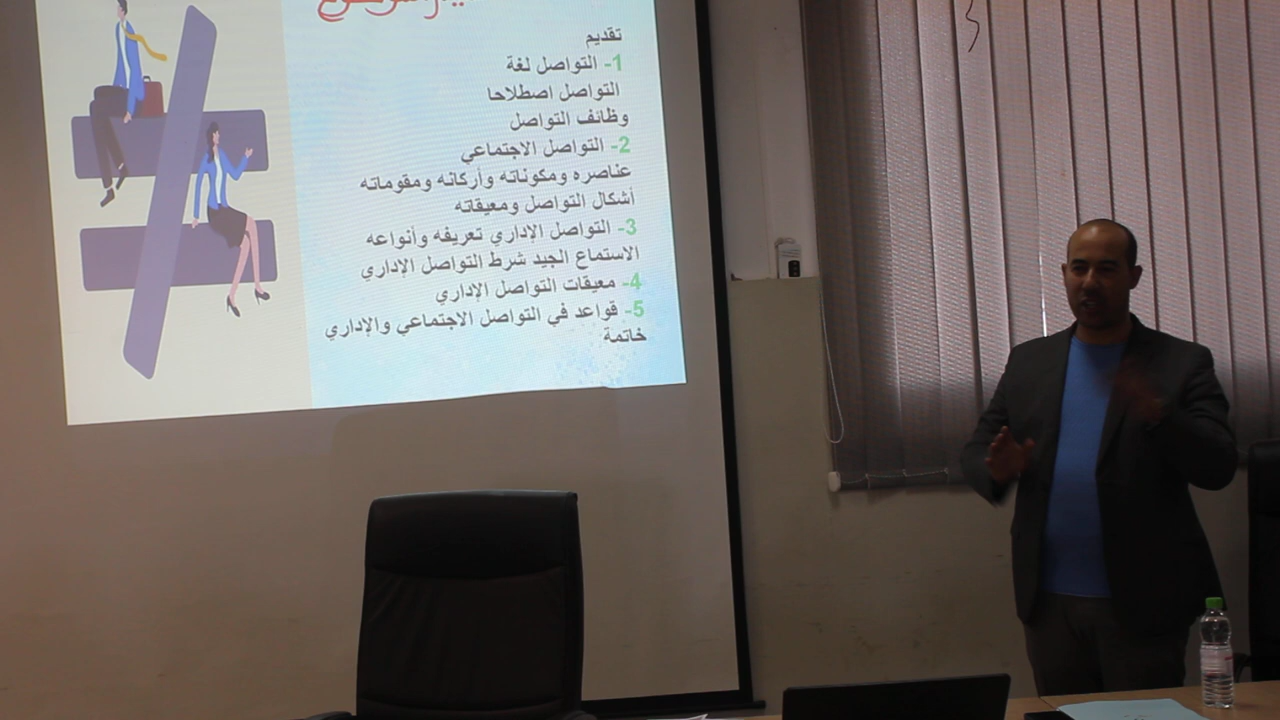 تقديم
1- التواصل لغة
التواصل اصطلاحا
وظائف التواصل
2- التواصل الاجتماعي
عناصره ومكوناته وأركانه ومقوماته
أشكال التواصل ومعيقاته
3- التواصل الإداري تعريفه وأنواعه
الاستماع الجيد شرط التواصل الإداري
4- معيقات التواصل الإداري
5- قواعد في التواصل الاجتماعي والإداري
خاتمة